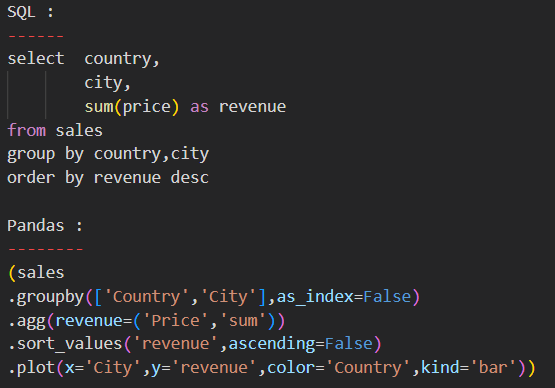 SQL :
------
select  country,
        city,
        sum(price) as revenue
from sales
group by country,city
order by revenue desc

Pandas :
--------
(sales
.groupby(['Country','City'],as_index=False)
.agg(revenue=('Price','sum'))
.sort_values('revenue',ascending=False)
.plot(x='City',y='revenue',color='Country',kind='bar'))